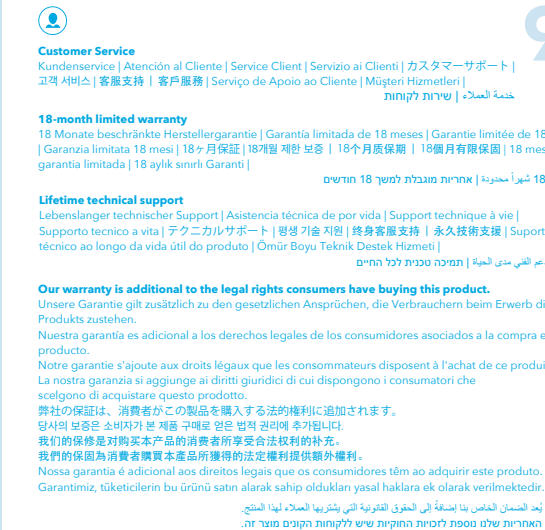 Customer Service
Kundenservice | Atención al Cliente | Service Client | Servizio ai Clienti | カスタマーサポート |
고객 서비스 | 客服支持 | 客戶服務 | Serviço de Apoio ao Cliente | Müşteri Hizmetleri |
خدمة العملاء | שירות לקוחות
18-month limited warranty
18 Monate beschränkte Herstellergarantie | Garantía limitada de 18 meses | Garantie limitée de 18
| Garanzia limitata 18 mesi | 18ヶ月保証 | 18개월 제한 보증 | 18个月质保期 | 18個月有限保固 | 18 mes
garantia limitada | 18 aylık sınırlı Garanti |
18 شهراً محدودة | אחריות מוגבלת למשך 18 חודשים
Lifetime technical support
Lebenslanger technischer Support | Asistencia técnica de por vida | Support technique à vie |
Supporto tecnico a vita | テクニカルサポート | 평생 기술 지원 | 终身客服支持 | 永久技術支援 | Suport
técnico ao longo da vida útil do produto | Ömür Boyu Teknik Destek Hizmeti |
عم الفني مدى الحياة | תמיכה טכנית לכל החיים
Our warranty is additional to the legal rights consumers have buying this product.
Unsere Garantie gilt zusätzlich zu den gesetzlichen Ansprüchen, die Verbrauchern beim Erwerb di
Produkts zustehen.
Nuestra garantía es adicional a los derechos legales de los consumidores asociados a la compra e
producto.
Notre garantie s'ajoute aux droits légaux que les consommateurs disposent à l'achat de ce produi
La nostra garanzia si aggiunge ai diritti giuridici di cui dispongono i consumatori che
scelgono di acquistare questo prodotto.
弊社の保証は、消費者がこの製品を購入する法的権利に追加されます。
당사의 보증은 소비자가 본 제품 구매로 얻은 법적 권리에 추가됩니다.
我们的保修是对购买本产品的消费者所享受合法权利的补充。
我們的保固為消費者購買本產品所獲得的法定權利提供額外權利。
Nossa garantia é adicional aos direitos legais que os consumidores têm ao adquirir este produto.
Garantimiz, tüketicilerin bu ürünü satın alarak sahip oldukları yasal haklara ek olarak verilmektedir.
يُعد الضمان الخاص بنا إضافةً إلى الحقوق القانونية التي يشتريها العملاء لهذا المنتج.
האחריות שלנו נוספת לזכויות החוקיות שיש ללקוחות הקונים מוצר זה.